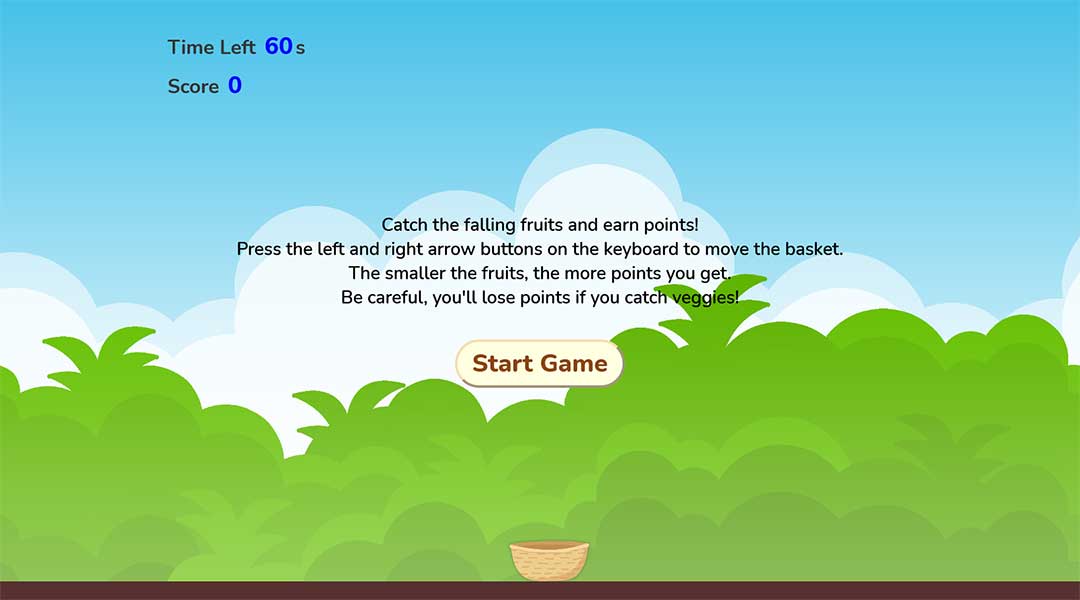 Time Left 60s
Score 0
Catch the falling fruits and earn points!
Press the left and right arrow buttons on the keyboard to move the basket.
The smaller the fruits, the more points you get.
Be careful, you'll lose points if you catch veggies!
Start Game